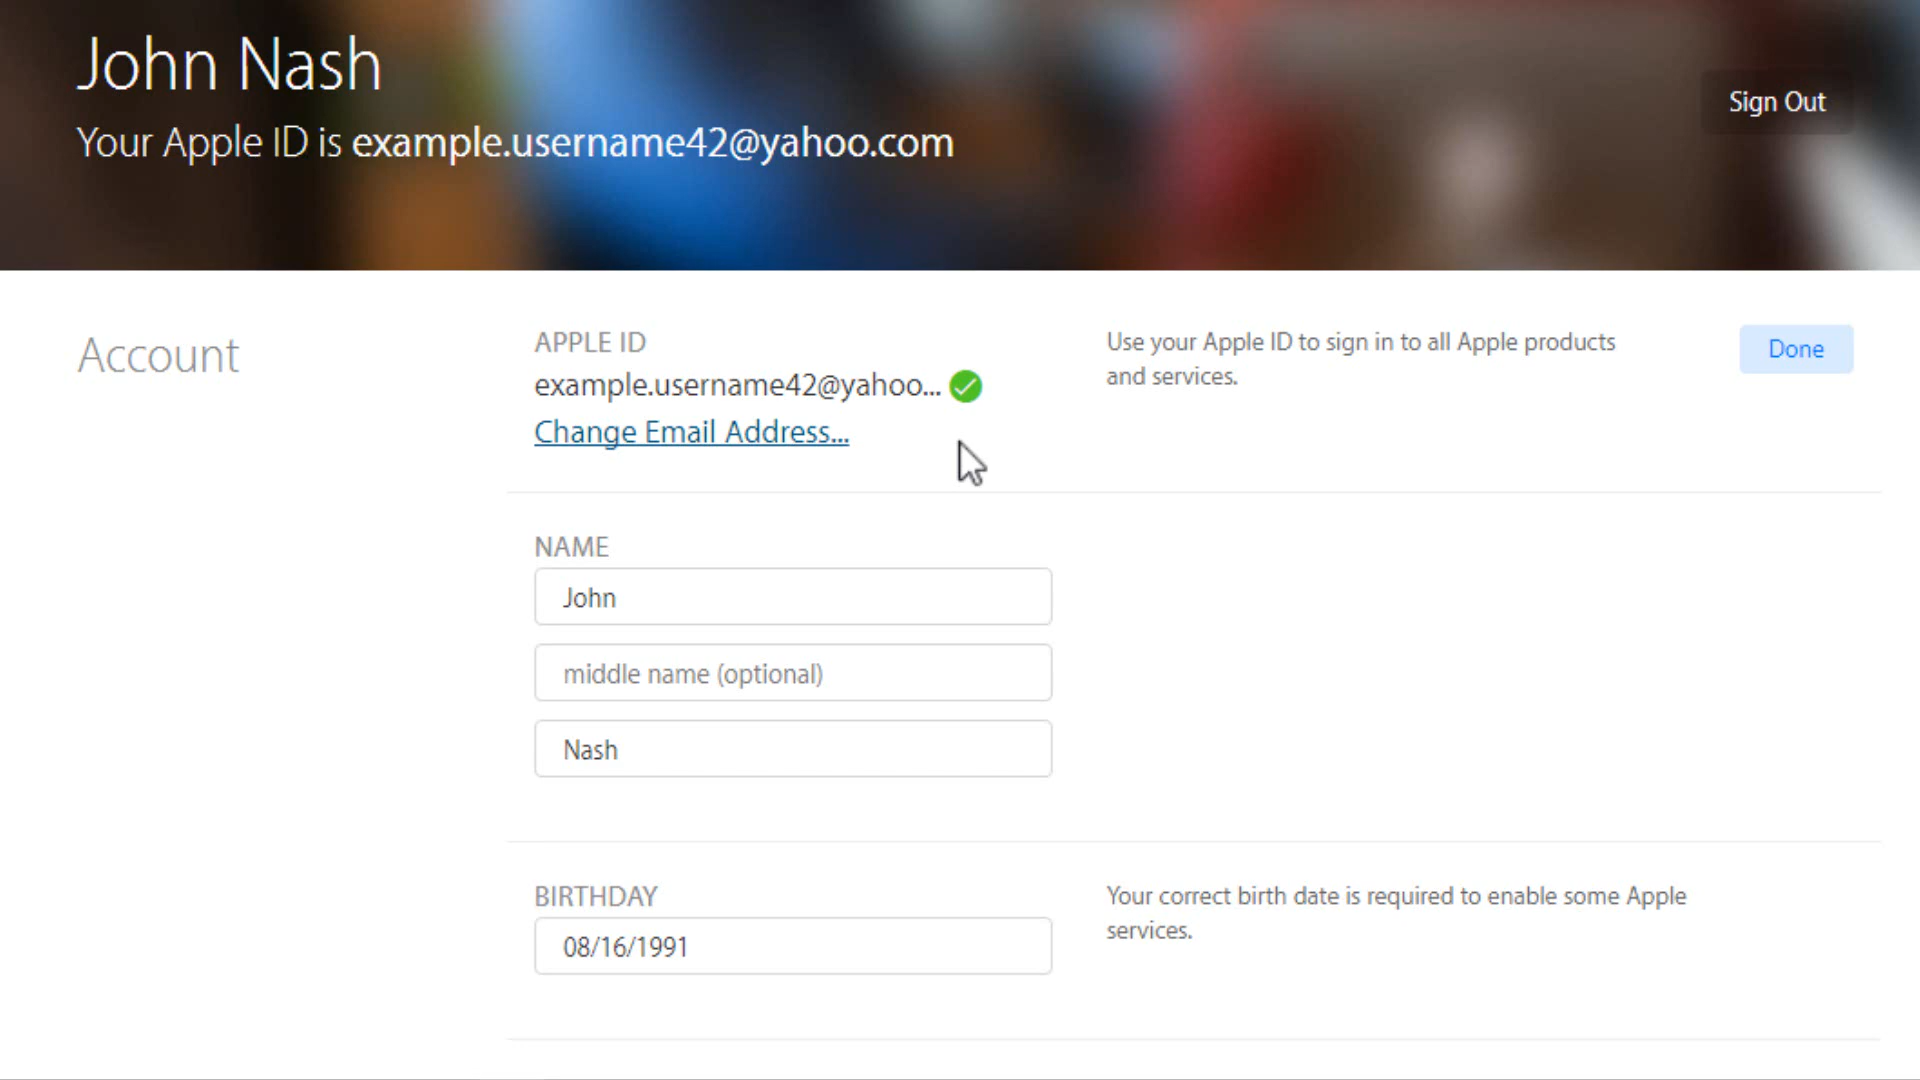 John Nash
Your Apple ID is example.username42@yahoo.com
Sign Out
Account
APPLE ID
example.username42@yahoo...
Change Email Address...
Use your Apple ID to sign in to all Apple products
and services.
Done
NAME
John
middle name (optional)
Nash
BIRTHDAY
08/16/1991
Your correct birth date is required to enable some Apple
services.